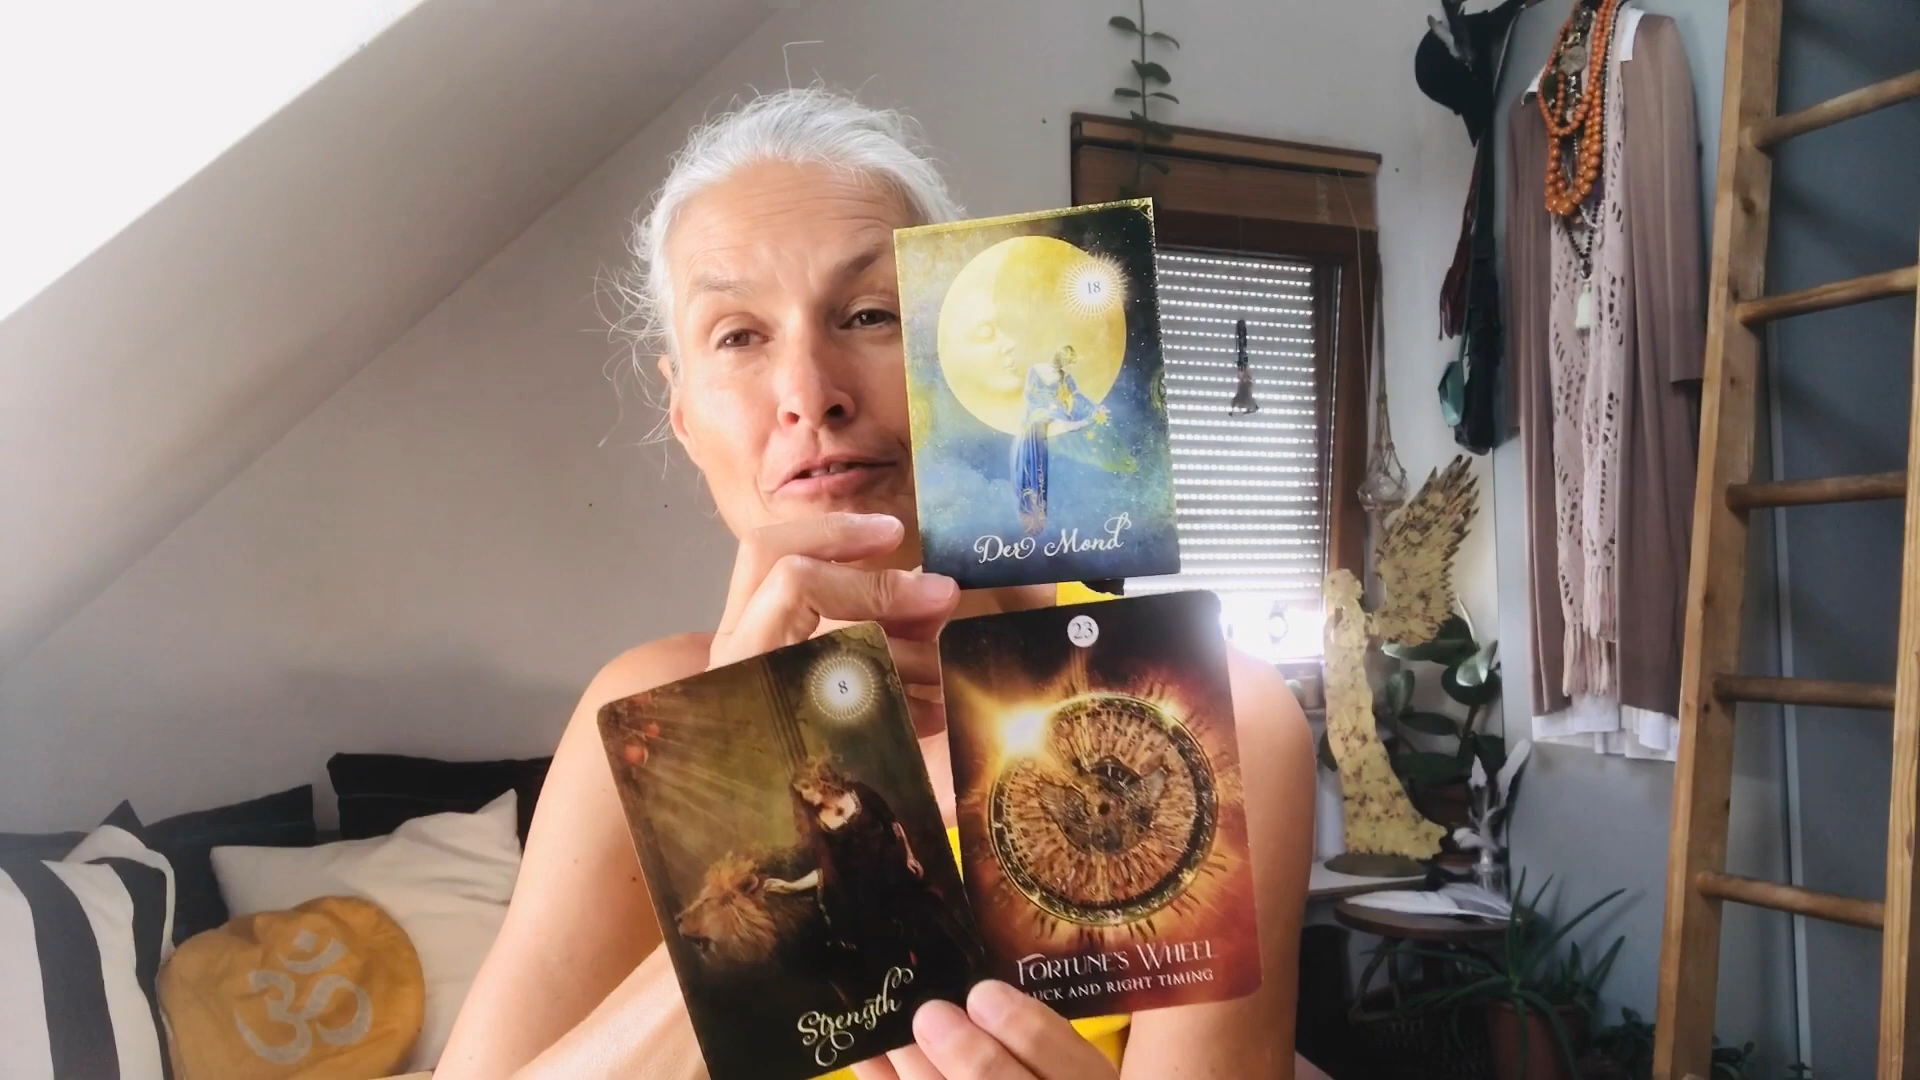 18
Der Mond
23
8
FORTUNE'S WHEEL
LUCK AND RIGHT TIMING
Strength